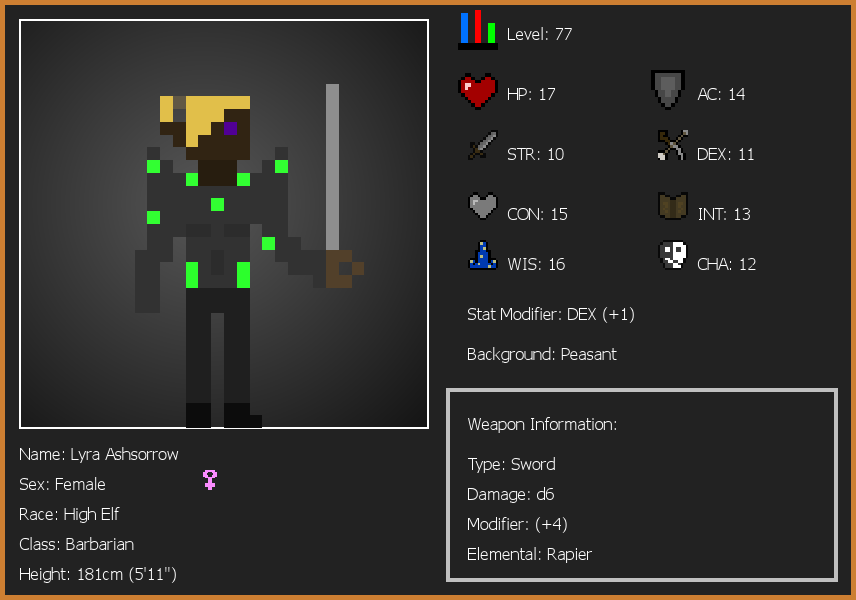 Level: 77
HP: 17
AC: 14
STR: 10
DEX: 11
CON: 15
INT: 13
WIS: 16
CHA: 12
Stat Modifier: DEX (+1)
Background: Peasant
Weapon Information:
Type: Sword
Damage: d6
Modifier: (+4)
Elemental: Rapier
Name: Lyra Ashsorrow
Sex: Female
Race: High Elf
Class: Barbarian
Height: 181cm (5'11")